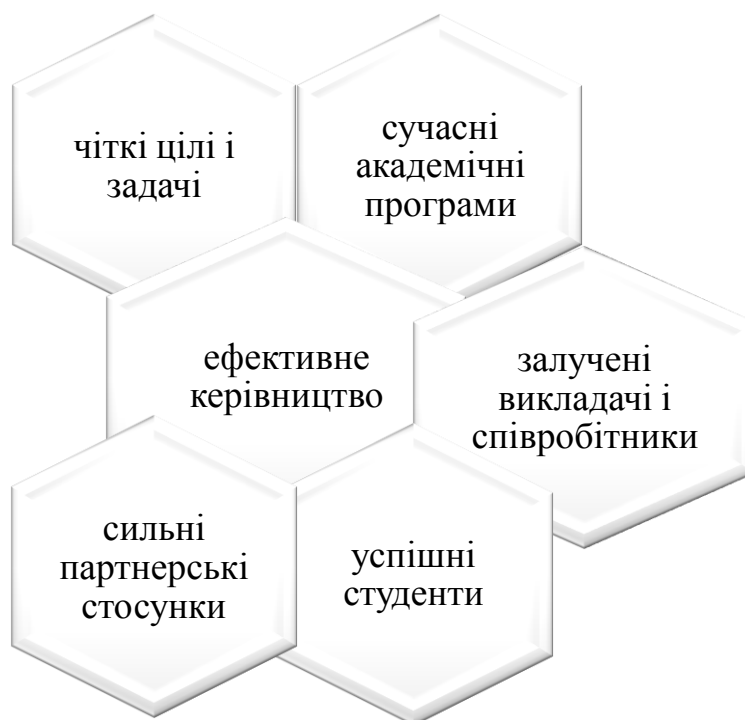 чіткі цілі і
задачі
сучасні
академічні
програми
ефективне
керівництво
залучені
викладачі і
співробітники
сильні
партнерські
стосунки
успішні
студенти